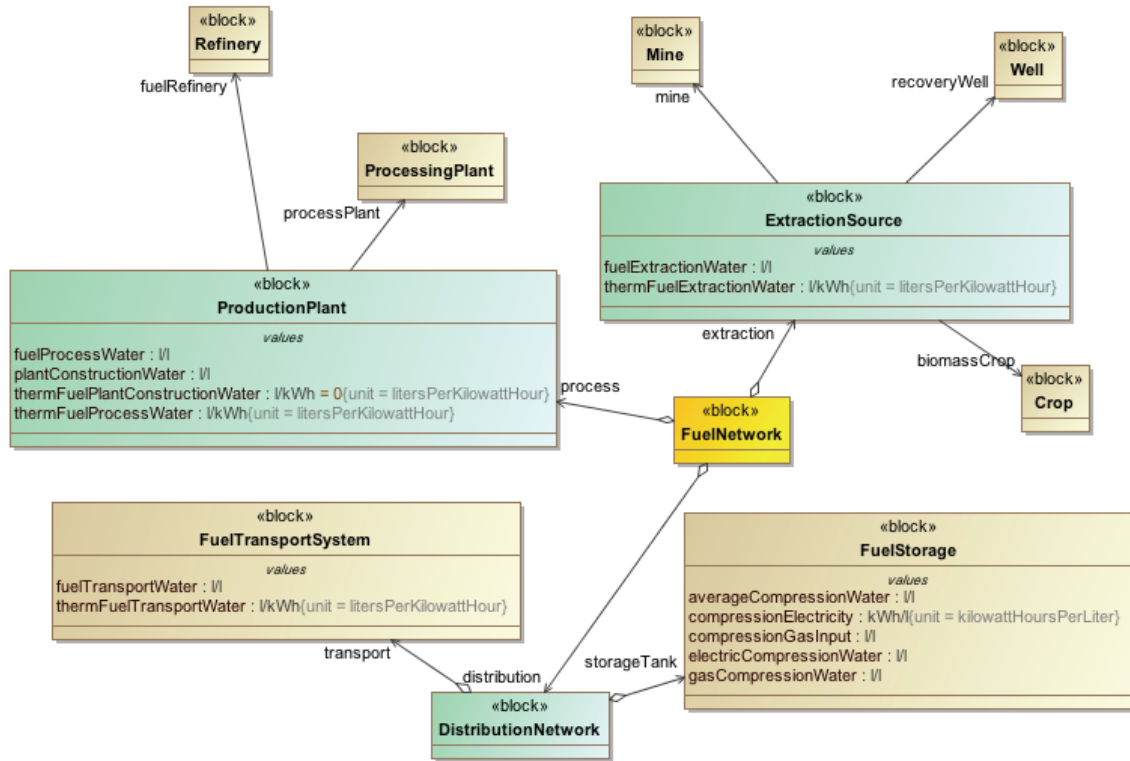 «block»
Refinery
fuelRefinery
«block»
Mine
mine
«block»
Well
recoveryWell
«block»
ProcessingPlant
processPlant
«block»
ExtractionSource
values
fuelExtractionWater : l/l
thermFuelExtractionWater : l/kWh{unit = litersPerKilowattHour}
extraction
biomassCrop
«block»
Crop
«block»
ProductionPlant
values
fuelProcessWater : l/l
plantConstructionWater : l/l
thermFuelPlantConstructionWater : l/kWh = 0{unit = litersPerKilowattHour}
thermFuelProcessWater : l/kWh{unit = litersPerKilowattHour}
process
«block»
FuelNetwork
«block»
FuelTransportSystem
values
fuelTransportWater : l/l
thermFuelTransportWater : l/kWh{unit = litersPerKilowattHour}
transport
distribution
storageTank
«block»
FuelStorage
values
averageCompressionWater : l/l
compressionElectricity : kWh/l{unit = kilowattHoursPerLiter}
compressionGasInput : l/l
electricCompressionWater : l/l
gasCompressionWater : l/l
«block»
DistributionNetwork